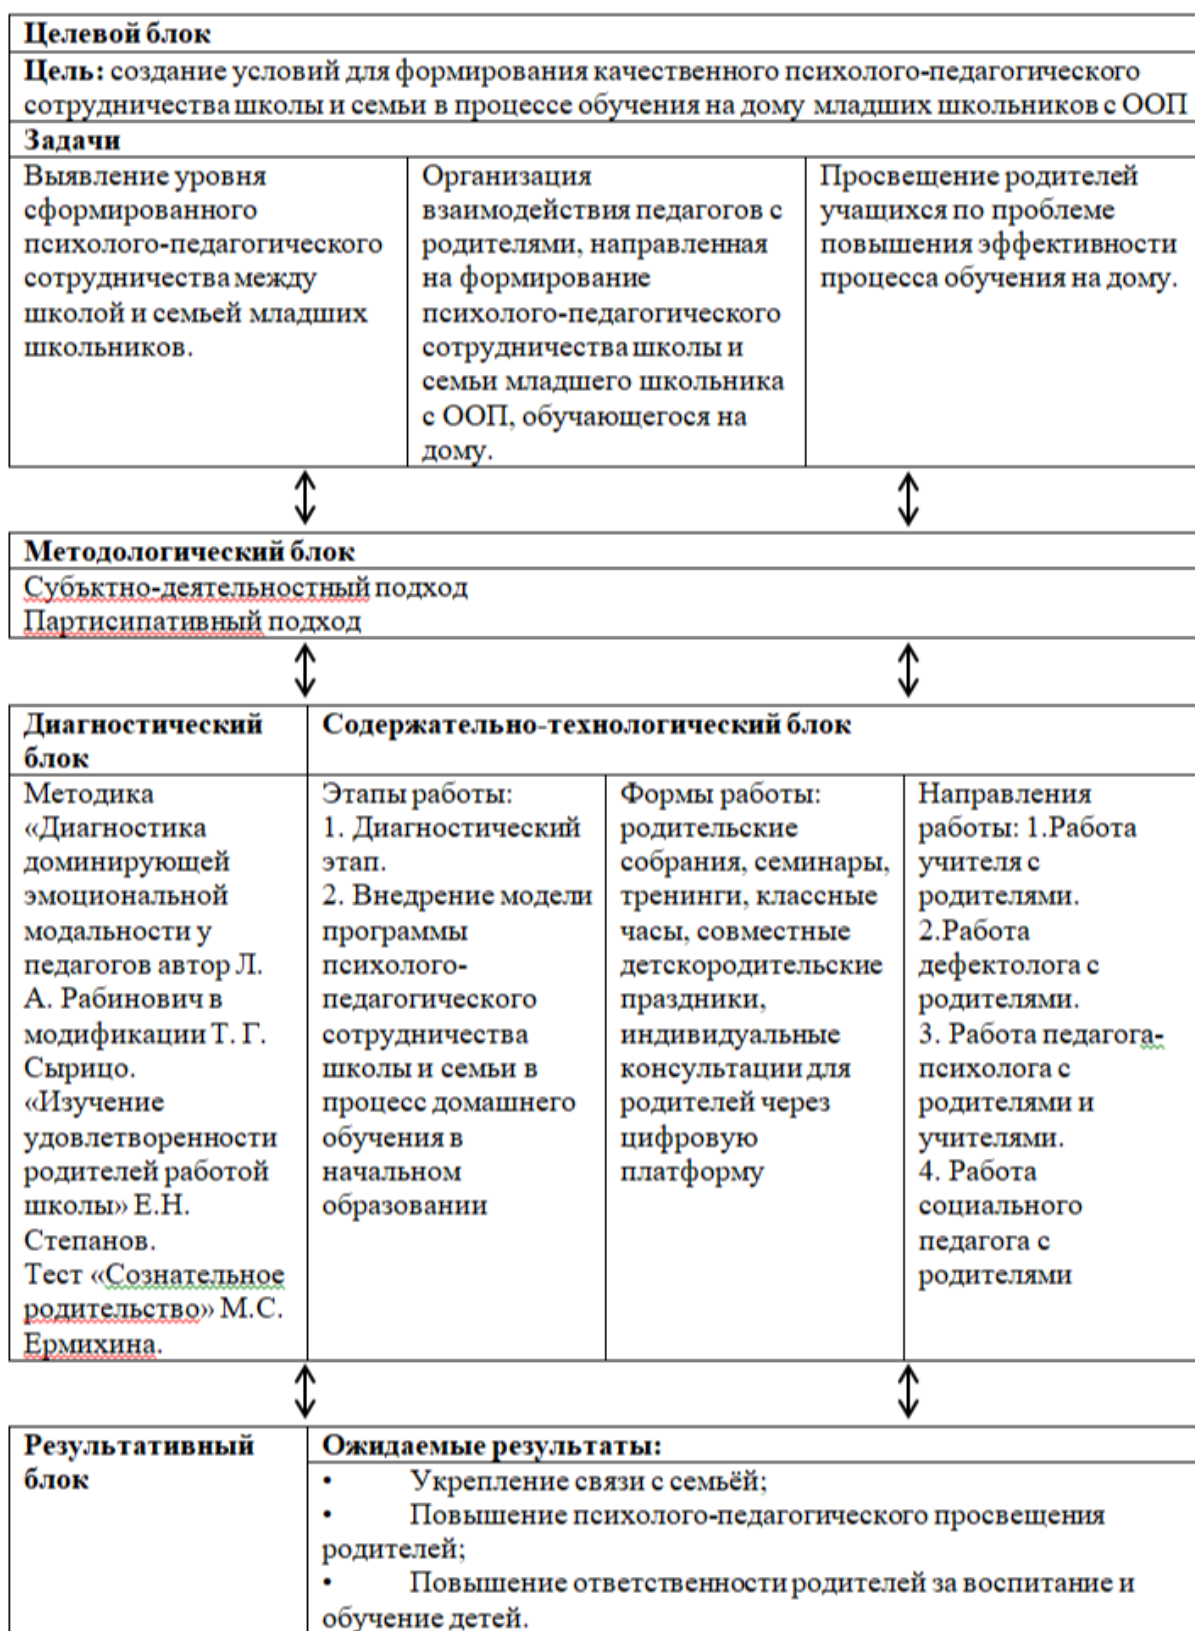 Целевой блок
Цель: создание условий для формирования качественного психолого-педагогического
сотрудничества школы и семьи в процессе обучения на дому младших школьников с ООП
Задачи
Выявление уровня
сформированного
психолого-педагогического
сотрудничества между
школой и семьей младших
школьников.
Организация
взаимодействия педагогов с
родителями, направленная
на формирование
психолого-педагогического
сотрудничества школы и
семьи младшего школьника
с ООП, обучающегося на
дому.
Просвещение родителей
учащихся по проблеме
повышения эффективности
процесса обучения на дому.
Методологический блок
Субъктно-деятельностный подход
Партисипативный подход
Диагностический
блок
Методика
«Диагностика
доминирующей
эмоциональной
модальности у
педагогов автор Л.
А. Рабинович в
модификации Т. Г.
Сырицо.
«Изучение
удовлетворенности
родителей работой
школы» Е.Н.
Степанов.
Тест «Сознательное
родительство» М.С.
Ермихина.
Содержательно-технологический блок
Этапы работы:
1. Диагностический
этап.
2. Внедрение модели
программы
психолого-
педагогического
сотрудничества
школы и семьи в
процесс домашнего
обучения в
начальном
образовании
Формы работы:
родительские
собрания, семинары,
тренинги, классные
часы, совместные
детскородительские
праздники,
индивидуальные
консультации для
родителей через
цифровую
платформу
Направления
работы: 1.Работа
учителя с
родителями.
2.Работа
дефектолога с
родителями.
3. Работа педагога-
психолога с
родителями и
учителями.
4. Работа
социального
педагога с
родителями
Результативный
блок
Ожидаемые результаты:
• Укрепление связи с семьёй;
• Повышение психолого-педагогического просвещения
родителей;
• Повышение ответственности родителей за воспитание и
обучение детей.